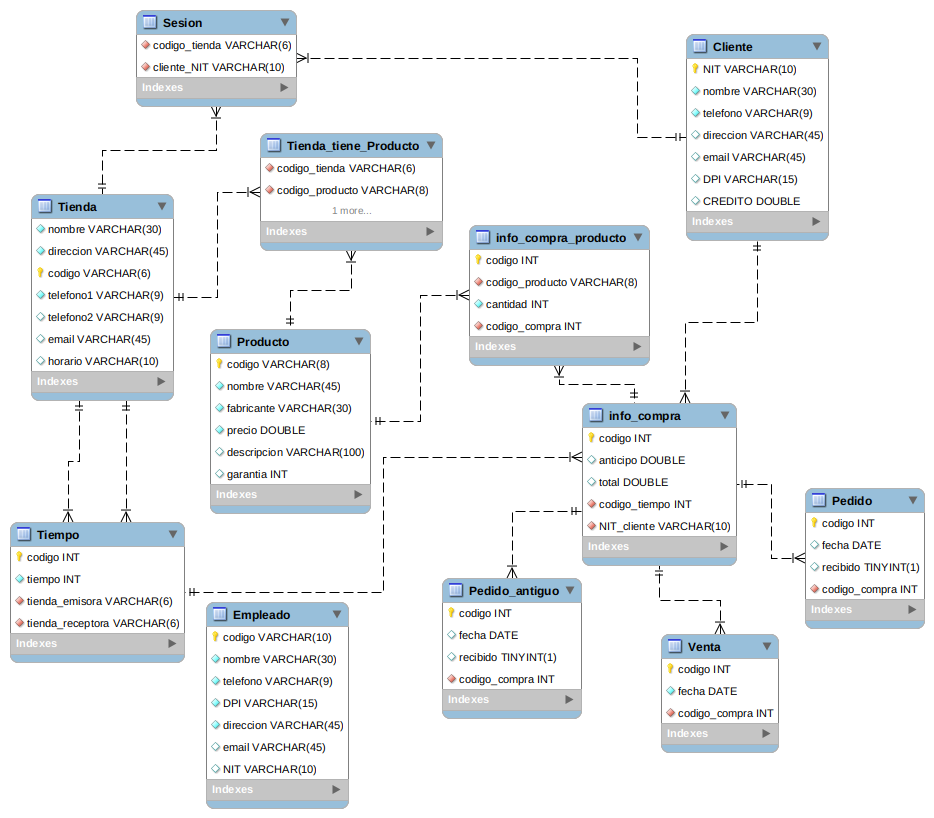 Sesion
codigo_tienda VARCHAR(6)
cliente_NIT VARCHAR(10)
Indexes
Cliente
NIT VARCHAR(10)
nombre VARCHAR(30)
telefono VARCHAR(9)
direccion VARCHAR(45)
email VARCHAR(45)
DPI VARCHAR(15)
CREDITO DOUBLE
Indexes
Tienda_tiene_Producto
codigo_tienda VARCHAR(6)
codigo_producto VARCHAR(8)
1 more...
Indexes
Tienda
nombre VARCHAR(30)
direccion VARCHAR(45)
codigo VARCHAR(6)
telefono1 VARCHAR(9)
telefono2 VARCHAR(9)
email VARCHAR(45)
horario VARCHAR(10)
Indexes
info_compra_producto
codigo INT
codigo_producto VARCHAR(8)
cantidad INT
codigo_compra INT
Indexes
Producto
codigo VARCHAR(8)
nombre VARCHAR(45)
fabricante VARCHAR(30)
precio DOUBLE
descripcion VARCHAR(100)
garantia INT
Indexes
info_compra
codigo INT
anticipo DOUBLE
total DOUBLE
codigo_tiempo INT
NIT_cliente VARCHAR(10)
Indexes
Pedido
codigo INT
fecha DATE
recibido TINYINT(1)
codigo_compra INT
Indexes
Tiempo
codigo INT
tiempo INT
tienda_emisora VARCHAR(6)
tienda_receptora VARCHAR(6)
Indexes
Pedido_antiguo
codigo INT
fecha DATE
recibido TINYINT(1)
codigo_compra INT
Indexes
Empleado
codigo VARCHAR(10)
nombre VARCHAR(30)
telefono VARCHAR(9)
DPI VARCHAR(15)
direccion VARCHAR(45)
email VARCHAR(45)
NIT VARCHAR(10)
Indexes
Venta
codigo INT
fecha DATE
codigo_compra INT
Indexes